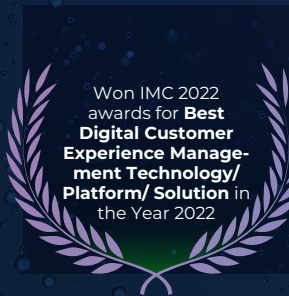 Won IMC 2022
awards for Best
Digital Customer
Experience Manage-
ment Technology/
Platform/ Solution in
the Year 2022